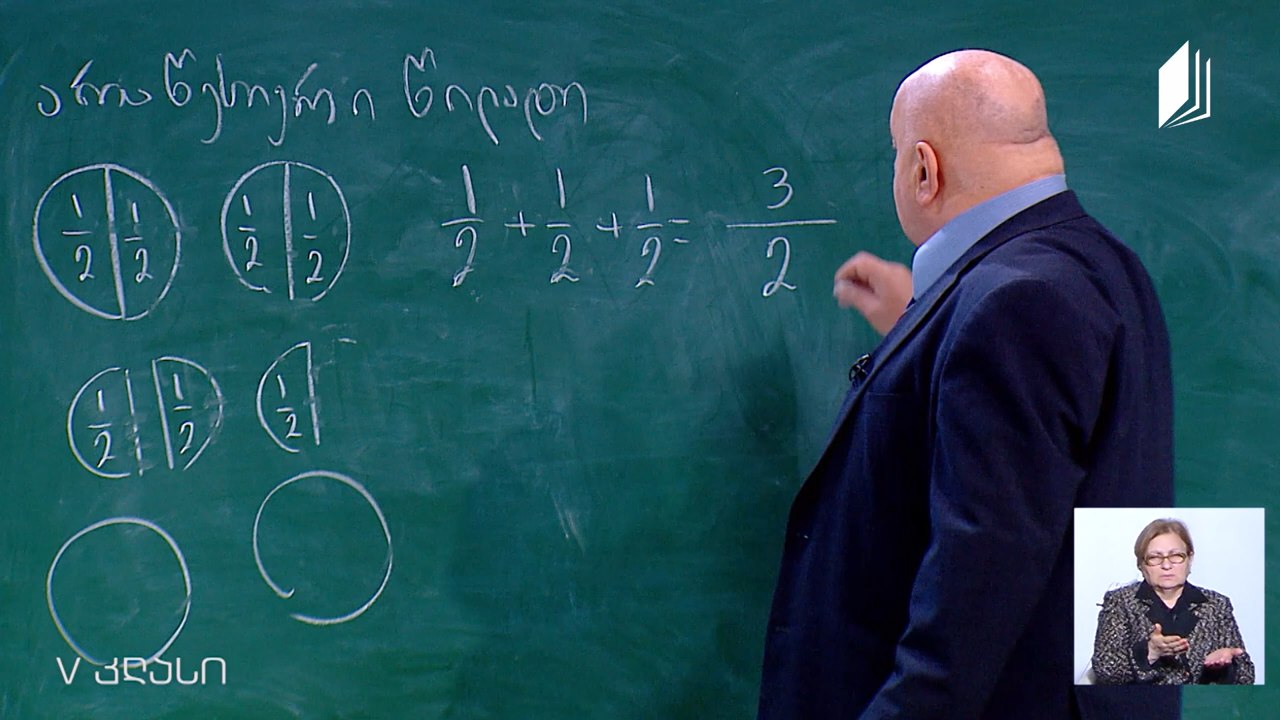 არაწესიერი წილადი
1/2 1/2 1/2 1/2
1/2 + 1/2 + 1/2 = 3/2
1/2 1/2 1/2
V კლასი